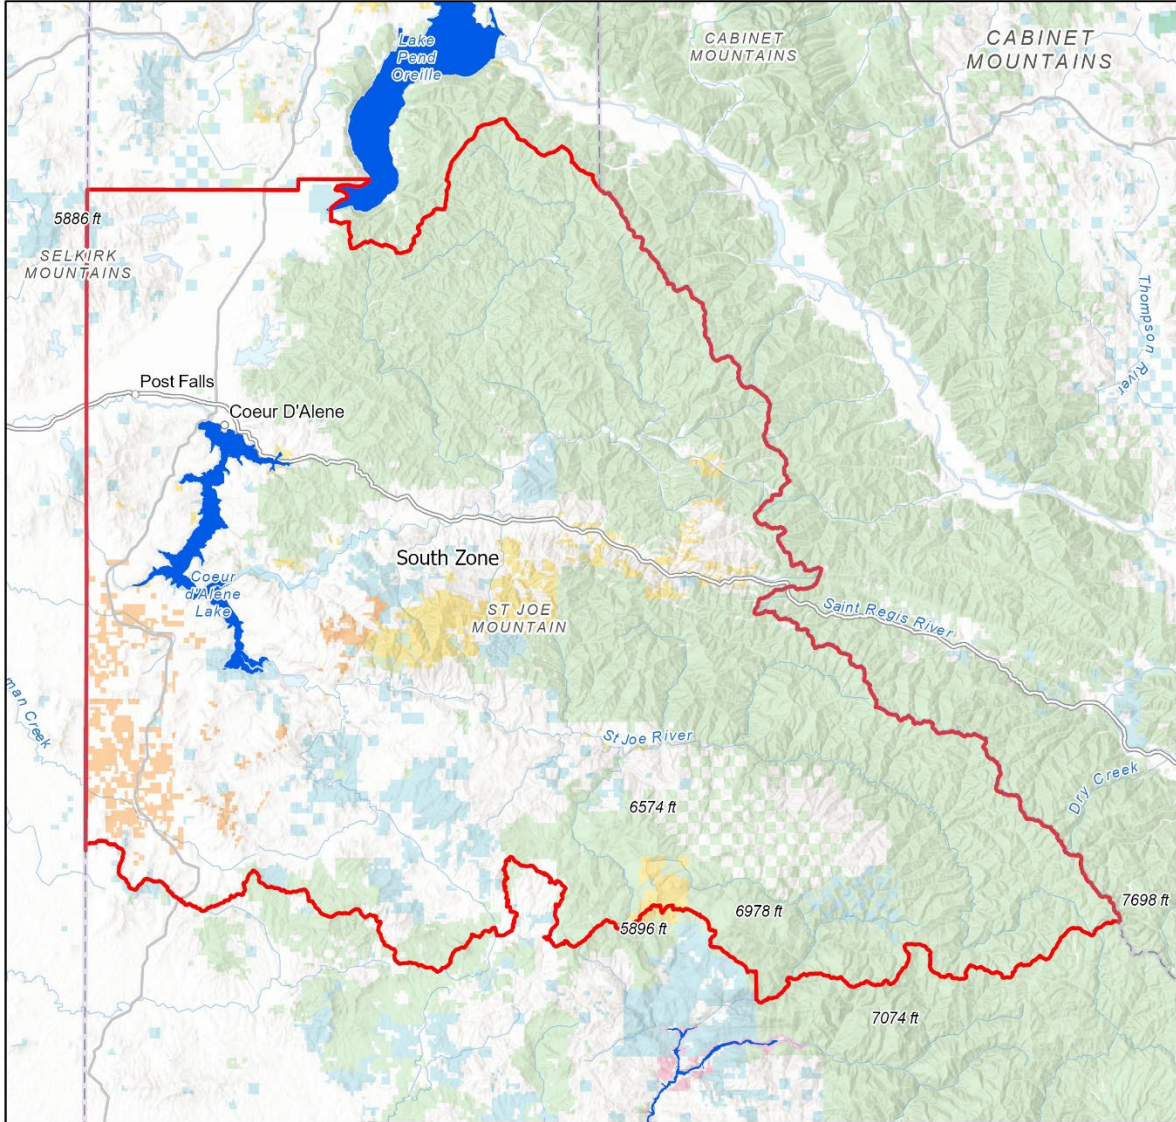 Lake
Pend
Oreille
CABINET
MOUNTAINS
CABINET
MOUNTAINS
5886 ft
SELKIRK
MOUNTAINS
Thompson
River
Post Falls
Coeur D'Alene
South Zone
Coeur
d'Alene
Lake
ST JOE
MOUNTAIN
Saint Regis River
man Creek
St Joe River
Dry Creek
6574 ft
7698 ft
6978 ft
5896 ft
7074 ft